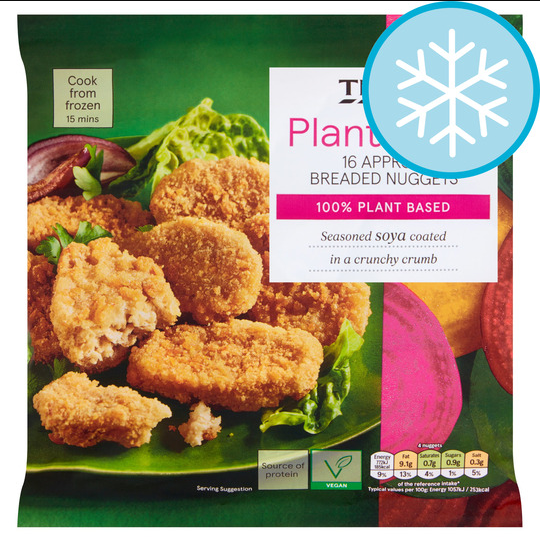 Cook
from
frozen
15 mins
Plant
16
BREADED NUGGETS
100% PLANT BASED
Seasoned soya coated
in a crunchy crumb
Source of
protein
VEGAN
Serving Suggestion
4 nuggets
Energy Fat Saturates Sugars Salt
772kJ
185kcal 9.1g 0.7g 0.9g 0.3g
9% 13% 4% 1% 5%
of the reference intake*
Typical values per 100g: Energy 1057kJ / 253kcal